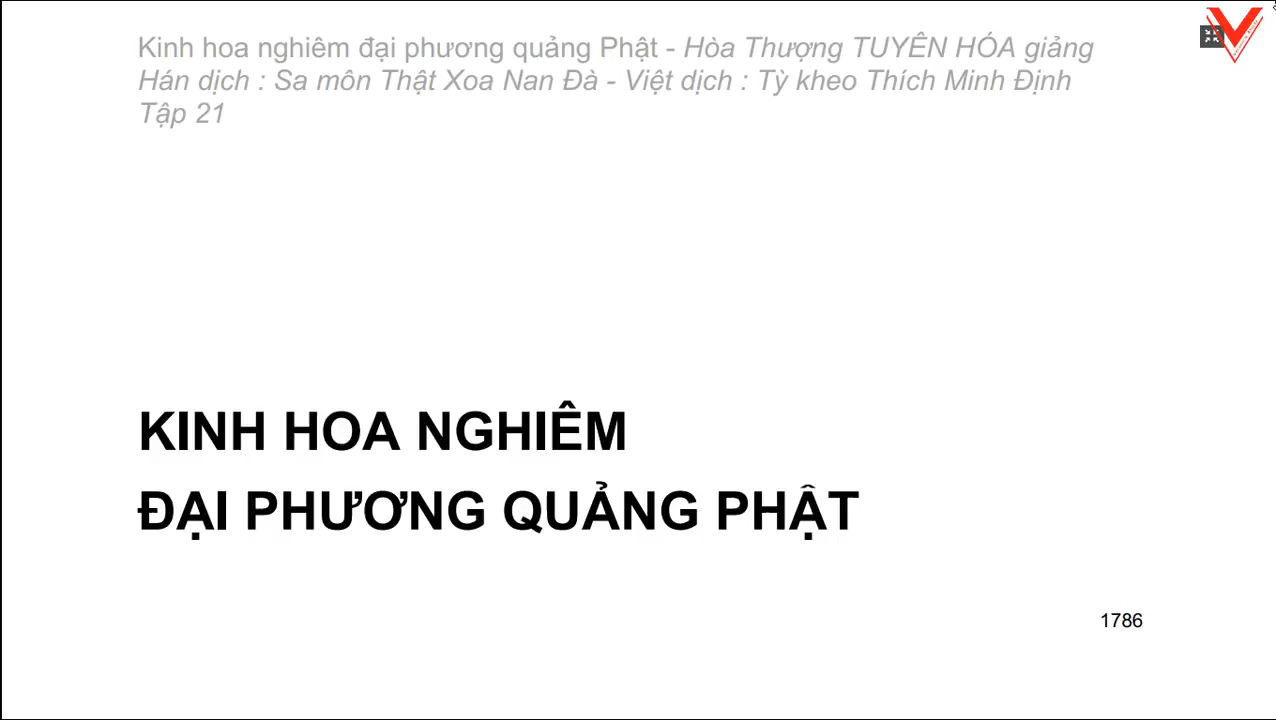 Kinh hoa nghiêm đại phương quảng Phật - Hòa Thượng TUYÊN HÓA giảng
Hán dịch : Sa môn Thật Xoa Nan Đà - Việt dịch : Tỳ kheo Thích Minh Định
Tập 21
KINH HOA NGHIÊM
ĐẠI PHƯƠNG QUẢNG PHẬT
1786